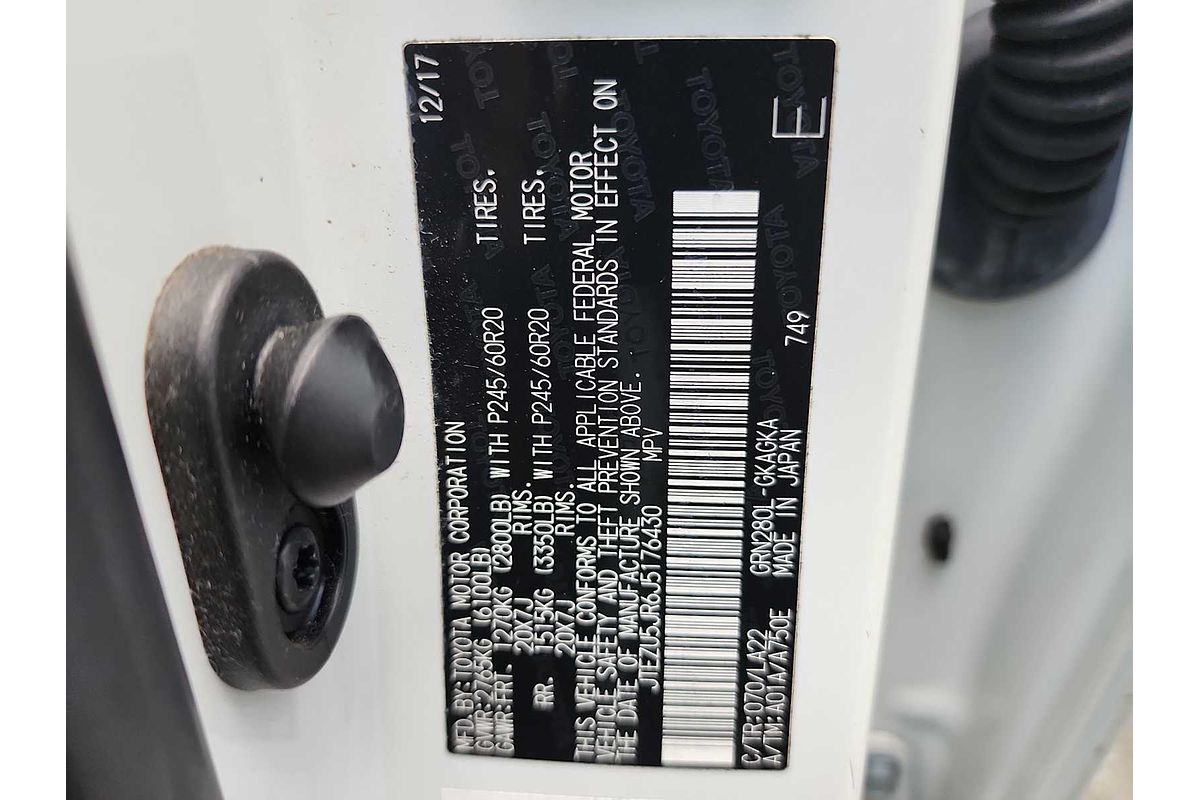 MFD. BY: TOYOTA MOTOR CORPORATION 12/17
GVWR: 2765KG (6100LB)
GAWR: FRT. 1270KG (2800LB) WITH P245/60R20 TIRES.
20X7J RIMS.
RR. 1515KG (3350LB) WITH P245/60R20 TIRES.
20X7J RIMS.
THIS VEHICLE CONFORMS TO ALL APPLICABLE FEDERAL MOTOR
VEHICLE SAFETY AND THEFT PREVENTION STANDARDS IN EFFECT ON
THE DATE OF MANUFACTURE SHOWN ABOVE.
JTEZU5JR6J5176430 MPV
C/TR: 070/LA22 GRN280L-GKAGKA 749 E
A/TM: A01A/A750E MADE IN JAPAN